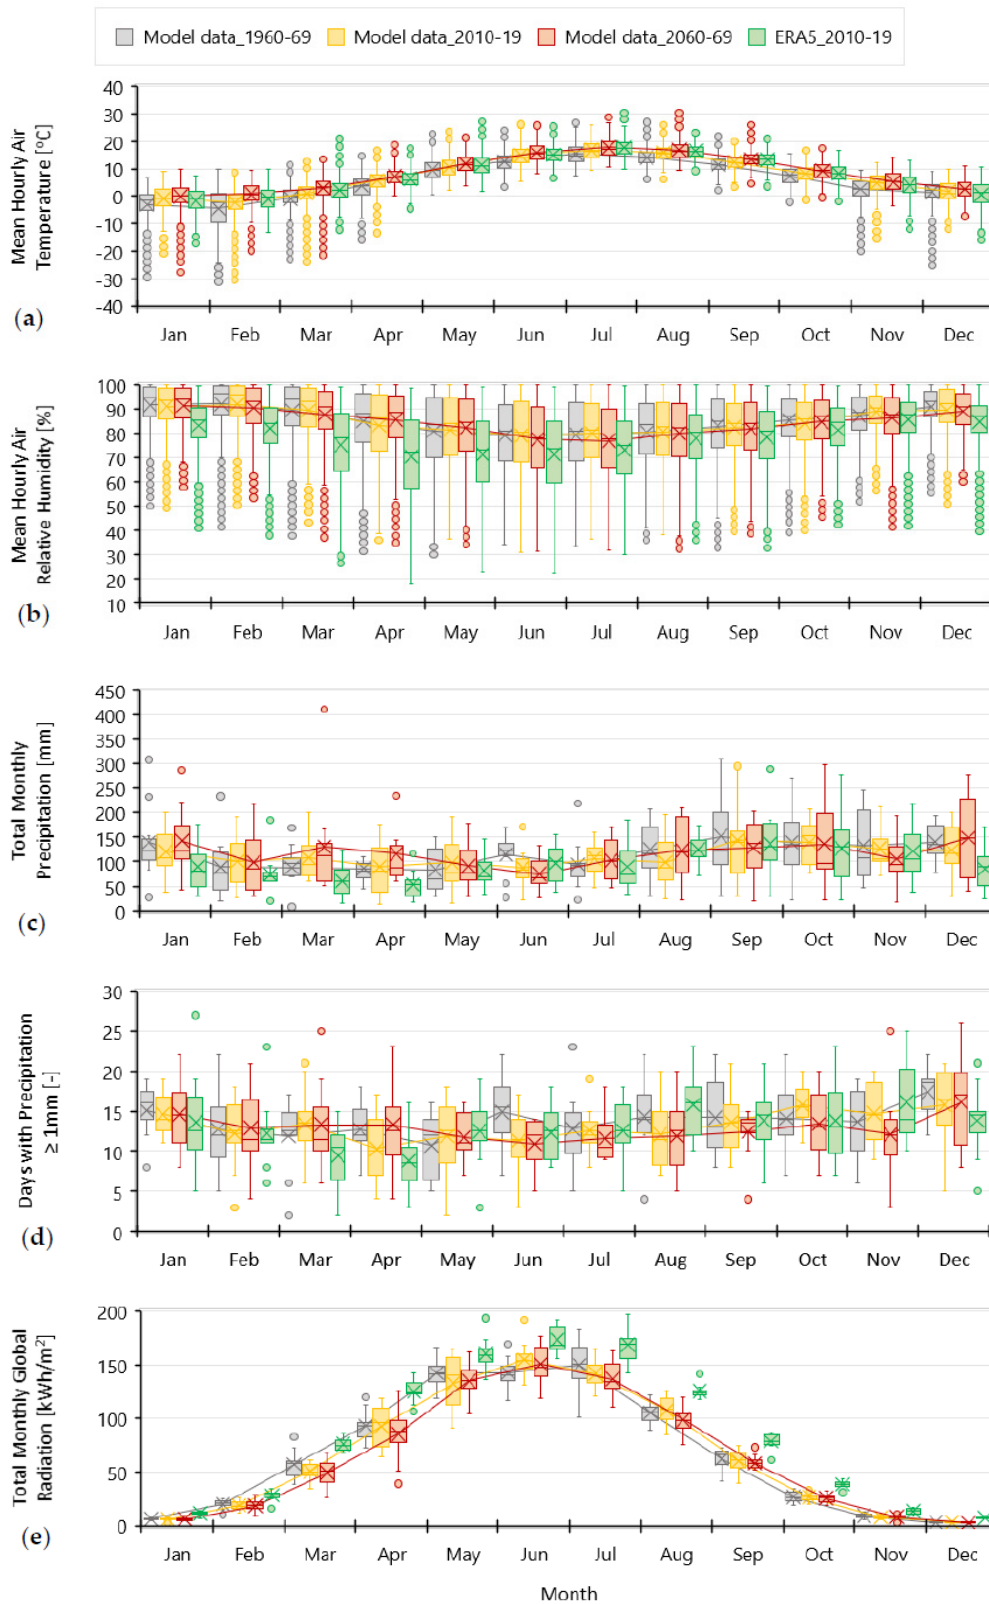 Model data_1960-69 Model data_2010-19 Model data_2060-69 ERA5_2010-19
Mean Hourly Air
Temperature [°C]
40
30
20
10
0
-10
-20
-30
-40
(a)
Jan Feb Mar Apr May Jun Jul Aug Sep Oct Nov Dec
Mean Hourly Air
Relative Humidity [%]
100
90
80
70
60
50
40
30
20
10
(b)
Jan Feb Mar Apr May Jun Jul Aug Sep Oct Nov Dec
Total Monthly
Precipitation [mm]
450
400
350
300
250
200
150
100
50
0
(c)
Jan Feb Mar Apr May Jun Jul Aug Sep Oct Nov Dec
Days with Precipitation
≥ 1mm [-]
30
25
20
15
10
5
0
(d)
Jan Feb Mar Apr May Jun Jul Aug Sep Oct Nov Dec
Total Monthly Global
Radiation [kWh/m²]
200
150
100
50
0
(e)
Jan Feb Mar Apr May Jun Jul Aug Sep Oct Nov Dec
Month